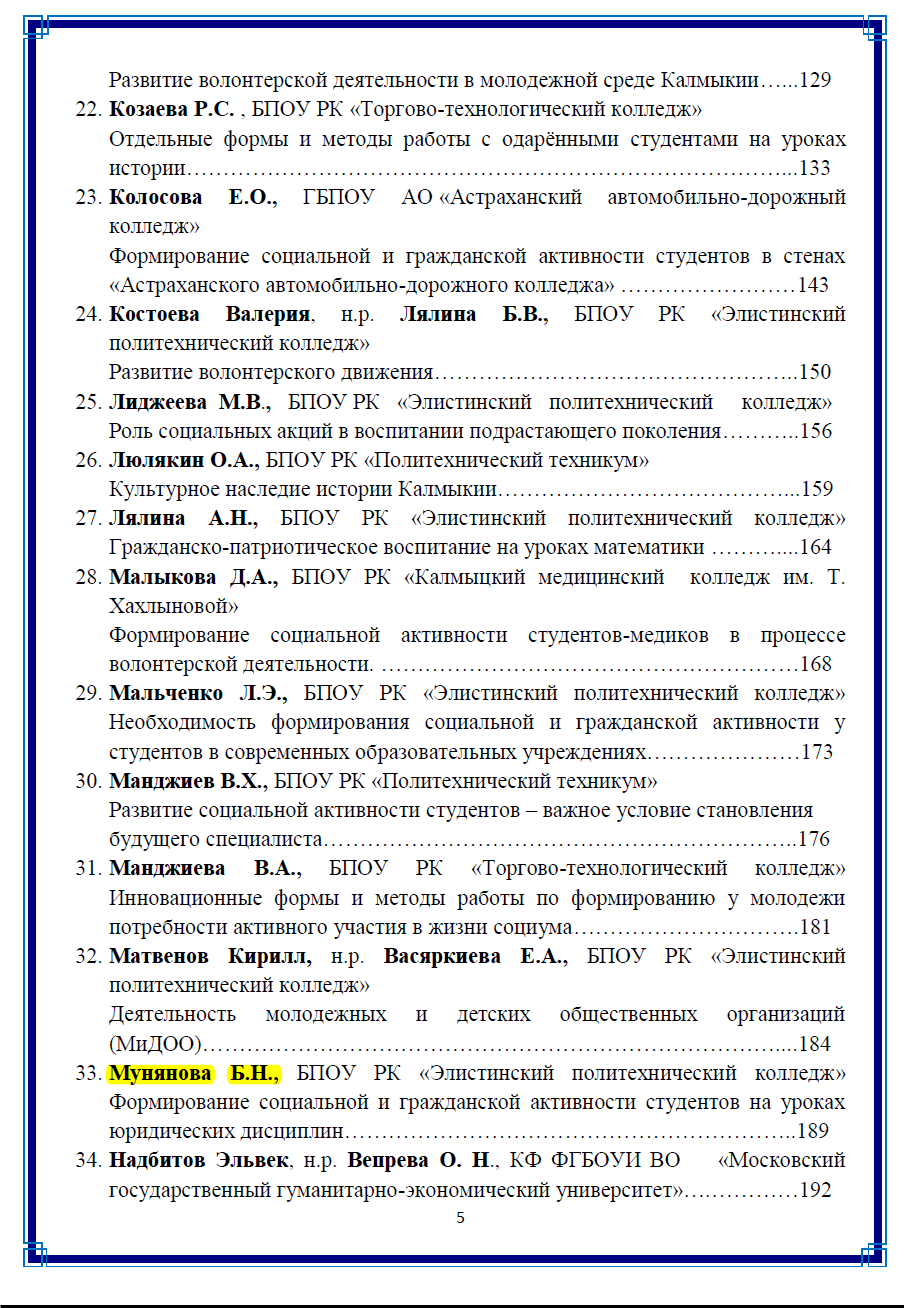 Развитие волонтерской деятельности в молодежной среде Калмыкии…...129
22. Козаева Р.С. , БПОУ РК «Торгово-технологический колледж»
Отдельные формы и методы работы с одарёнными студентами на уроках
истории………………………………………………………………………...133
23. Колосова Е.О., ГБПОУ АО «Астраханский автомобильно-дорожный
колледж»
Формирование социальной и гражданской активности студентов в стенах
«Астраханского автомобильно-дорожного колледжа» ……………………143
24. Костоева Валерия, н.р. Лялина Б.В., БПОУ РК «Элистинский
политехнический колледж»
Развитие волонтерского движения…………………………………………..150
25. Лиджеева М.В., БПОУ РК «Элистинский политехнический колледж»
Роль социальных акций в воспитании подрастающего поколения………..156
26. Люлякин О.А., БПОУ РК «Политехнический техникум»
Культурное наследие истории Калмыкии…………………………………...159
27. Лялина А.Н., БПОУ РК «Элистинский политехнический колледж»
Гражданско-патриотическое воспитание на уроках математики ………....164
28. Малыкова Д.А., БПОУ РК «Калмыцкий медицинский колледж им. Т.
Хахлыновой»
Формирование социальной активности студентов-медиков в процессе
волонтерской деятельности. …………………………………………………168
29. Мальченко Л.Э., БПОУ РК «Элистинский политехнический колледж»
Необходимость формирования социальной и гражданской активности у
студентов в современных образовательных учреждениях…………………173
30. Манджиев В.Х., БПОУ РК «Политехнический техникум»
Развитие социальной активности студентов – важное условие становления
будущего специалиста………………………………………………………..176
31. Манджиева В.А., БПОУ РК «Торгово-технологический колледж»
Инновационные формы и методы работы по формированию у молодежи
потребности активного участия в жизни социума………………………….181
32. Матвенов Кирилл, н.р. Васяркиева Е.А., БПОУ РК «Элистинский
политехнический колледж»
Деятельность молодежных и детских общественных организаций
(МиДОО)……………………………………………………………………....184
33. Мунянова Б.Н., БПОУ РК «Элистинский политехнический колледж»
Формирование социальной и гражданской активности студентов на уроках
юридических дисциплин……………………………………………………..189
34. Надбитов Эльвек, н.р. Вепрева О. Н., КФ ФГБОУИ ВО «Московский
государственный гуманитарно-экономический университет»….…………192
5